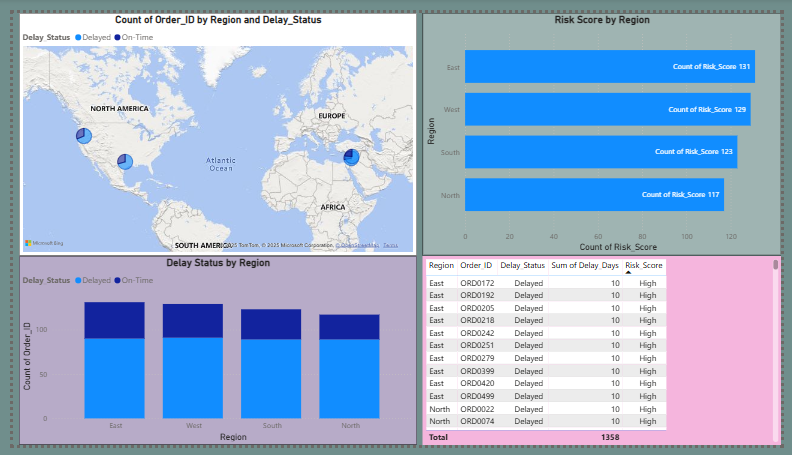 Count of Order_ID by Region and Delay_Status
Delay_Status Delayed On-Time
NORTH AMERICA
EUROPE
Atlantic
Ocean
AFRICA
SOUTH AMERICA
Microsoft Bing
25 TomTom, © 2025 Microsoft Corporation, © OpenStreetMap Terms
Risk Score by Region
Region
East
Count of Risk_Score 131
West
Count of Risk_Score 129
South
Count of Risk_Score 123
North
Count of Risk_Score 117
0 20 40 60 80 100 120
Count of Risk_Score
Delay Status by Region
Delay_Status Delayed On-Time
Count of Order_ID
100
50
0
East West South North
Region
Region Order_ID Delay_Status Sum of Delay_Days Risk_Score
East ORD0172 Delayed 10 High
East ORD0192 Delayed 10 High
East ORD0205 Delayed 10 High
East ORD0218 Delayed 10 High
East ORD0242 Delayed 10 High
East ORD0251 Delayed 10 High
East ORD0279 Delayed 10 High
East ORD0399 Delayed 10 High
East ORD0420 Delayed 10 High
East ORD0499 Delayed 10 High
North ORD0022 Delayed 10 High
North ORD0074 Delayed 10 High
Total 1358